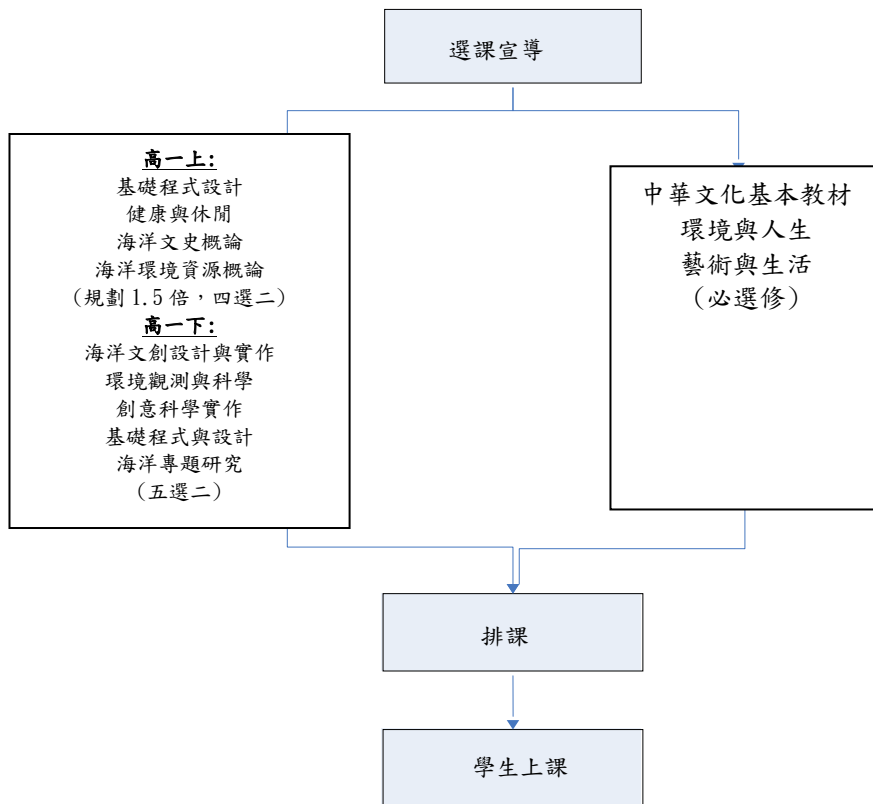 選課宣導
高一上:
基礎程式設計
健康與休閒
海洋文史概論
海洋環境資源概論
(規劃1.5倍,四選二)
高一下:
海洋文創設計與實作
環境觀測與科學
創意科學實作
基礎程式與設計
海洋專題研究
(五選二)
中華文化基本教材
環境與人生
藝術與生活
(必選修)
排課
學生上課